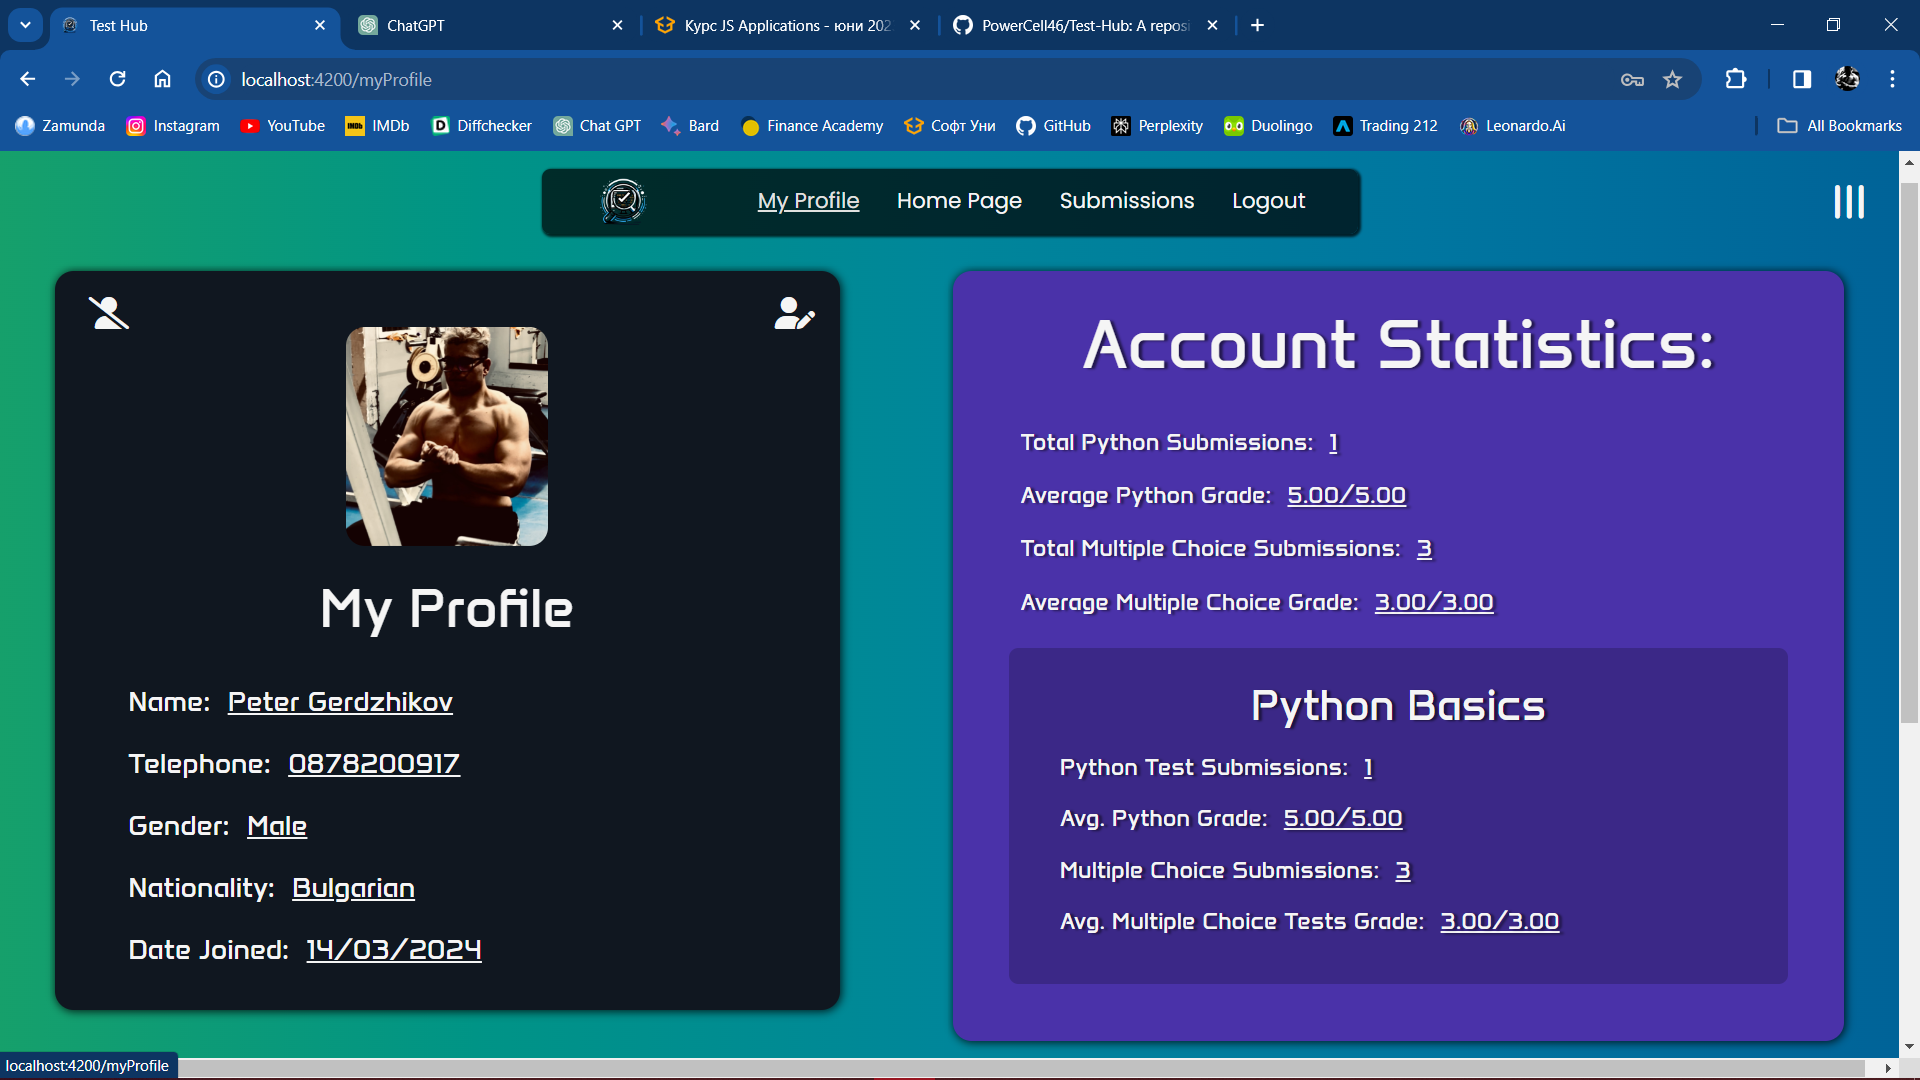 Test Hub
ChatGPT
Курс JS Applications - юни 202
PowerCell46/Test-Hub: A reposi
localhost:4200/myProfile
Zamunda
Instagram
YouTube
IMDb
Diffchecker
Chat GPT
Bard
Finance Academy
Софт Уни
GitHub
Perplexity
Duolingo
Trading 212
Leonardo.Ai
All Bookmarks
My Profile
Home Page
Submissions
Logout
My Profile
Name: Peter Gerdzhikov
Telephone: 0878200917
Gender: Male
Nationality: Bulgarian
Date Joined: 14/03/2024
Account Statistics:
Total Python Submissions: 1
Average Python Grade: 5.00/5.00
Total Multiple Choice Submissions: 3
Average Multiple Choice Grade: 3.00/3.00
Python Basics
Python Test Submissions: 1
Avg. Python Grade: 5.00/5.00
Multiple Choice Submissions: 3
Avg. Multiple Choice Tests Grade: 3.00/3.00
localhost:4200/myProfile